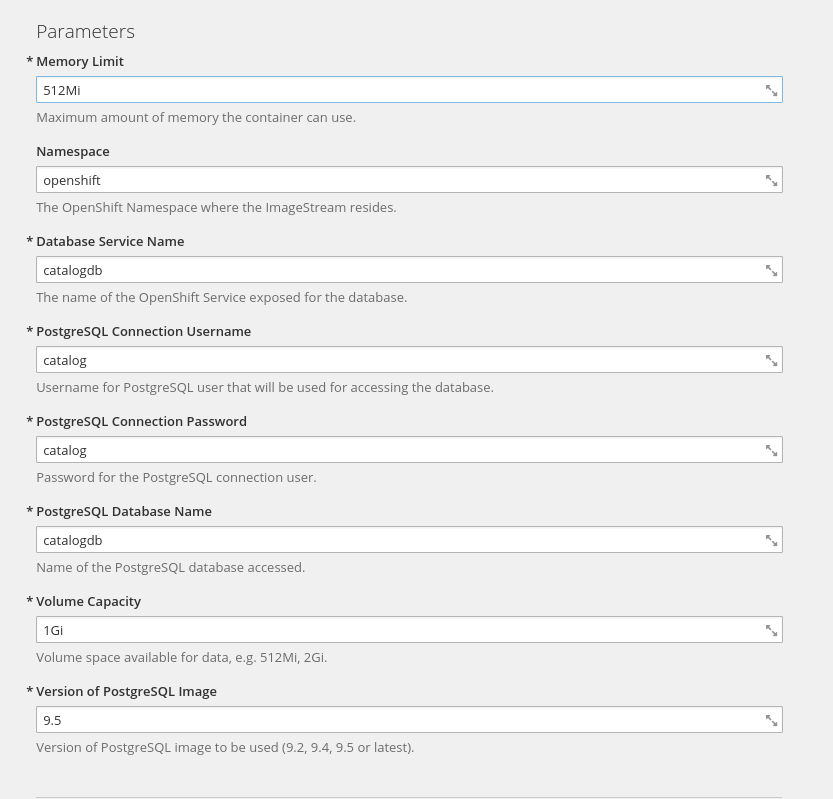 Parameters
* Memory Limit
512Mi
Maximum amount of memory the container can use.
Namespace
openshift
The OpenShift Namespace where the ImageStream resides.
* Database Service Name
catalogdb
The name of the OpenShift Service exposed for the database.
* PostgreSQL Connection Username
catalog
Username for PostgreSQL user that will be used for accessing the database.
* PostgreSQL Connection Password
catalog
Password for the PostgreSQL connection user.
* PostgreSQL Database Name
catalogdb
Name of the PostgreSQL database accessed.
* Volume Capacity
1Gi
Volume space available for data, e.g. 512Mi, 2Gi.
* Version of PostgreSQL Image
9.5
Version of PostgreSQL image to be used (9.2, 9.4, 9.5 or latest).